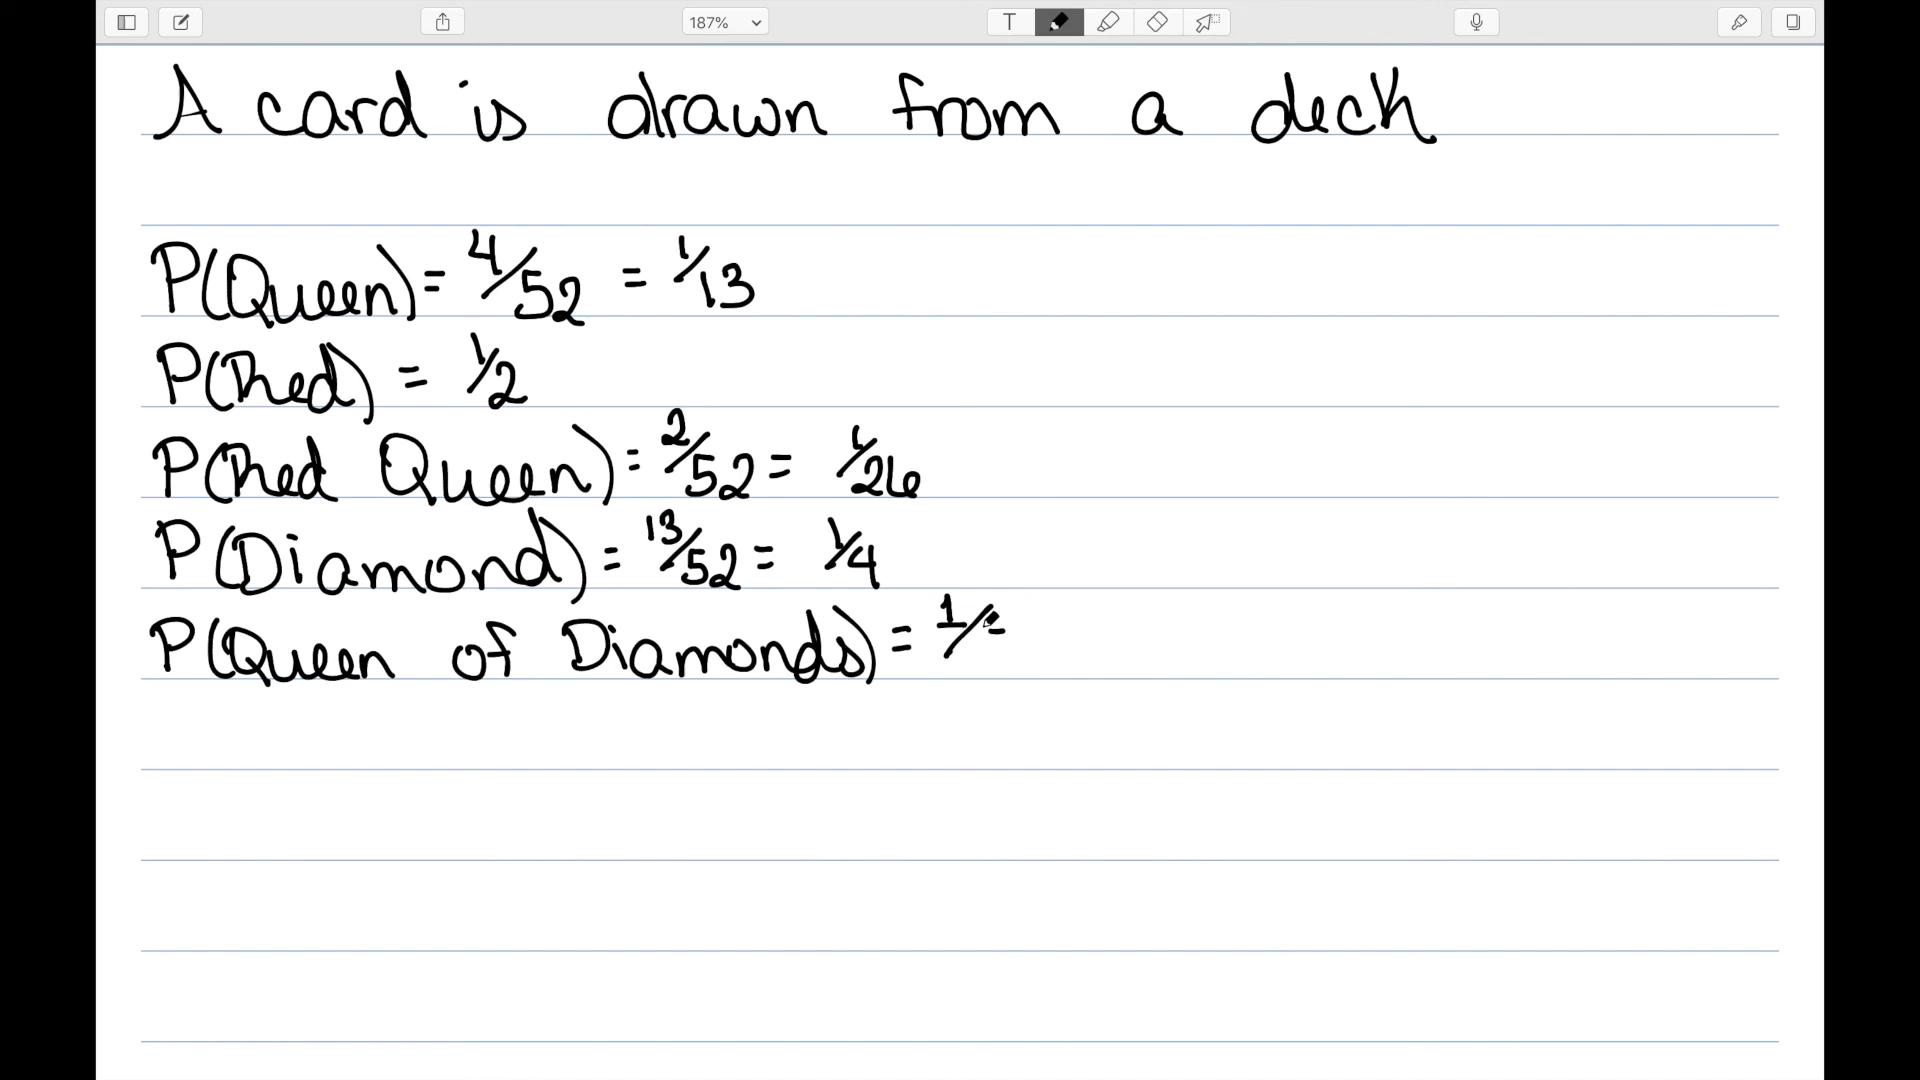 187%
T
A card is drawn from a deck
P(Queen) = 4/52 = 1/13
P(Red) = 1/2
P(Red Queen) = 2/52 = 1/26
P(Diamond) = 13/52 = 1/4
P(Queen of Diamonds) = 1/